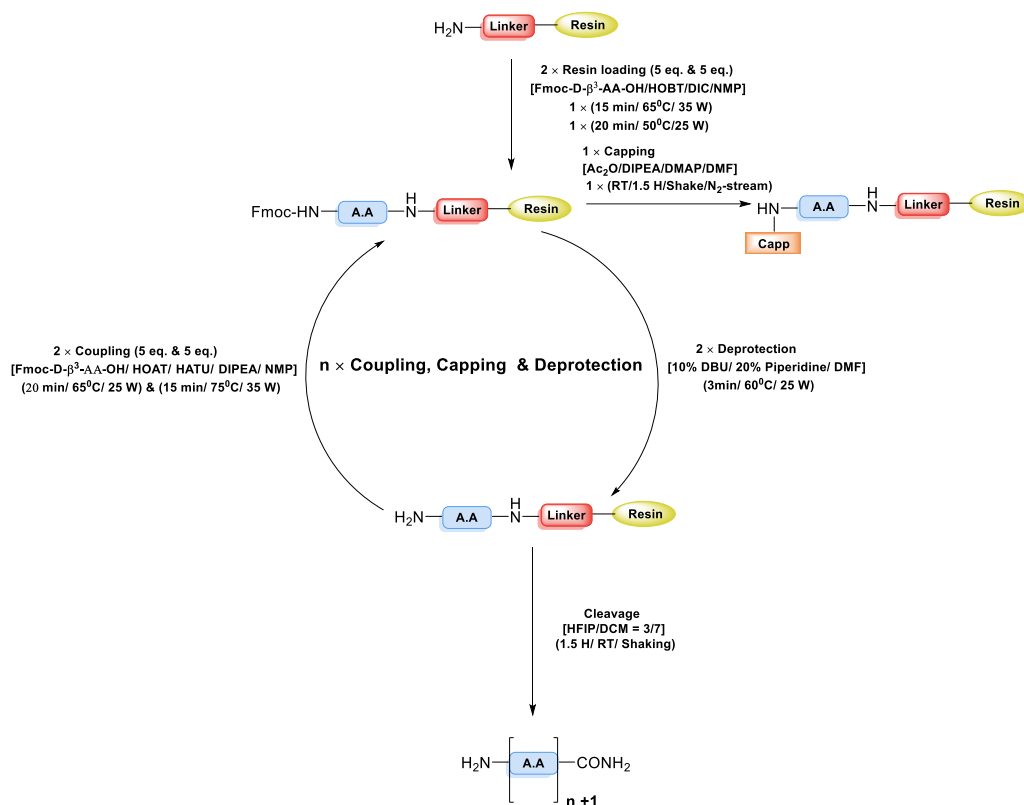 H₂N Linker Resin
2 × Resin loading (5 eq. & 5 eq.)
[Fmoc-D-β³-AA-OH/HOBT/DIC/NMP]
1 × (15 min/ 65⁰C/ 35 W)
1 × (20 min/ 50⁰C/25 W)
1 × Capping
[Ac₂O/DIPEA/DMAP/DMF]
1 × (RT/1.5 H/Shake/N₂-stream)
Fmoc-HN A.A H N Linker Resin
HN A.A H N Linker Resin
Capp
2 × Coupling (5 eq. & 5 eq.)
[Fmoc-D-β³-AA-OH/ HOAT/ HATU/ DIPEA/ NMP]
(20 min/ 65⁰C/ 25 W) & (15 min/ 75⁰C/ 35 W)
n × Coupling, Capping & Deprotection
2 × Deprotection
[10% DBU/ 20% Piperidine/ DMF]
(3min/ 60⁰C/ 25 W)
H₂N A.A H N Linker Resin
Cleavage
[HFIP/DCM = 3/7]
(1.5 H/ RT/ Shaking)
H₂N A.A CONH₂
n +1